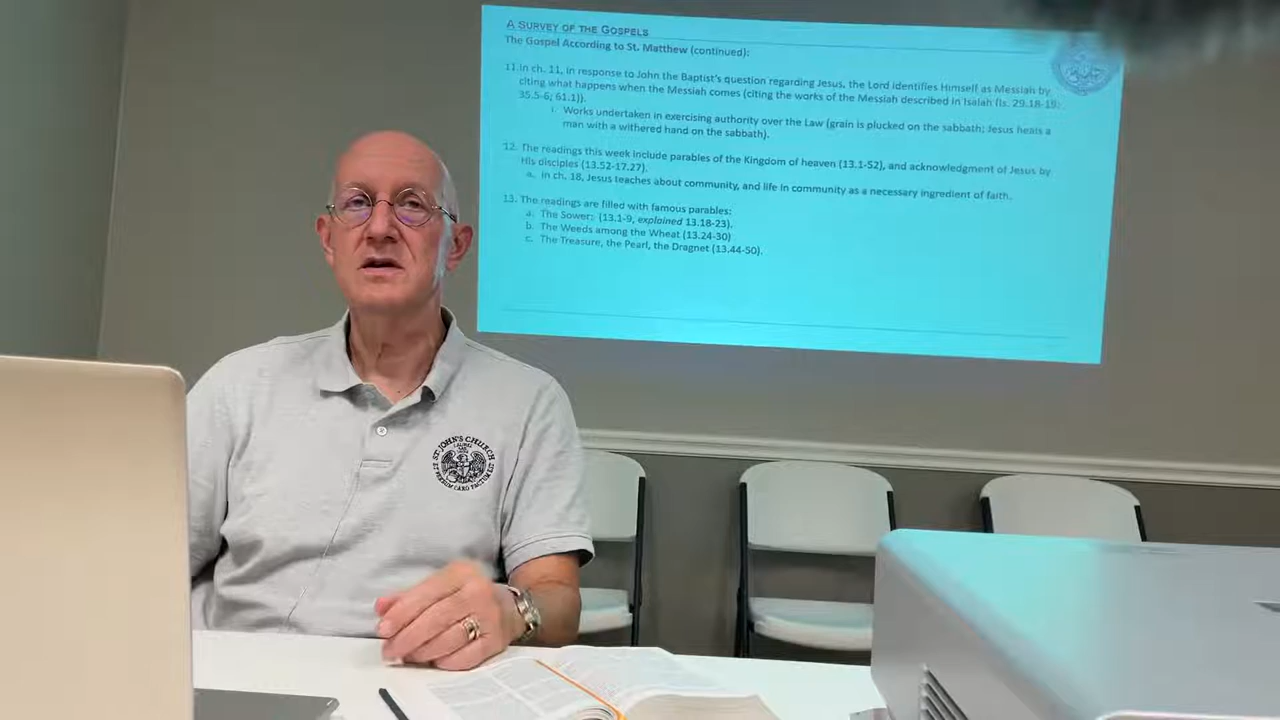 A SURVEY OF THE GOSPELS
The Gospel According to St. Matthew (continued):
11. In ch. 11, in response to John the Baptist's question regarding Jesus, the Lord identifies Himself as Messiah by
citing what happens when the Messiah comes (citing the works of the Messiah described in Isaiah (Is. 29.18-19;
35.5-6; 61.1)).
i. Works undertaken in exercising authority over the Law (grain is plucked on the sabbath; Jesus heals a
man with a withered hand on the sabbath).
12. The readings this week include parables of the Kingdom of heaven (13.1-52), and acknowledgment of Jesus by
His disciples (13.52-17.27).
a. In ch. 18, Jesus teaches about community, and life in community as a necessary ingredient of faith.
13. The readings are filled with famous parables:
a. The Sower: (13.1-9, explained 13.18-23).
b. The Weeds among the Wheat (13.24-30)
c. The Treasure, the Pearl, the Dragnet (13.44-50).
ST JOHN'S CHURCH
LAUREL
ET VERBUM CARO FACTUM EST